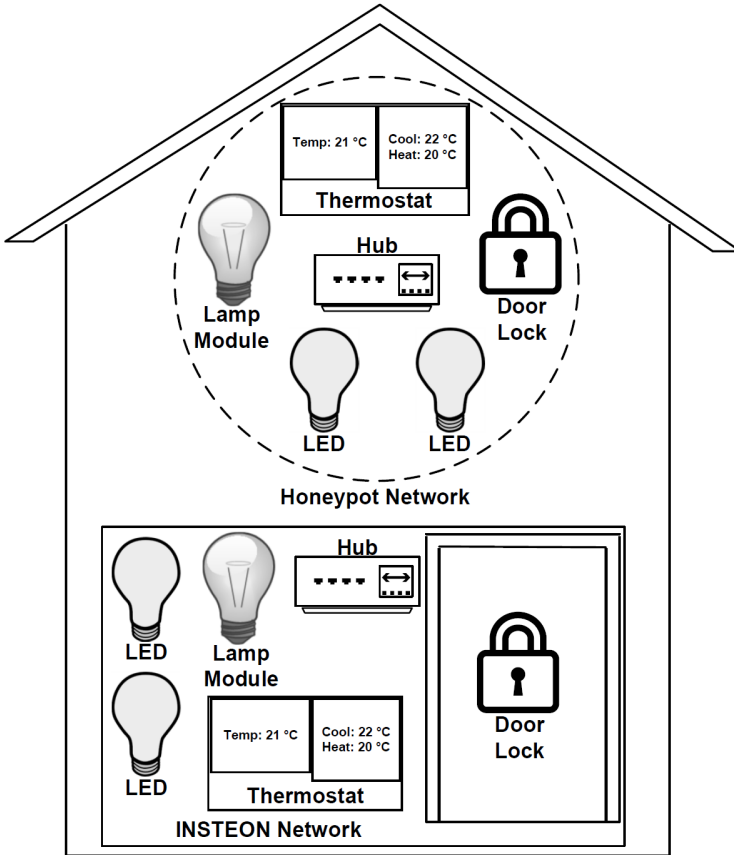 Temp: 21 °C
Cool: 22 °C
Heat: 20 °C
Thermostat
Hub
Lamp
Module
Door
Lock
LED
LED
Honeypot Network
Hub
LED
Lamp
Module
Door
Lock
Temp: 21 °C
Cool: 22 °C
Heat: 20 °C
LED
Thermostat
INSTEON Network